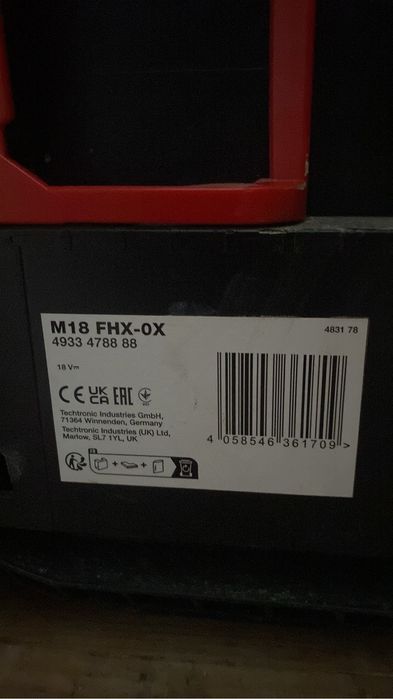 M18 FHX-0X
4933 4788 88
4831 78
18 V
CE UK CA EAC
Techtronic Industries GmbH,
71364 Winnenden, Germany
Techtronic Industries (UK) Ltd,
Marlow, SL7 1YL, UK
FR
+ +
4 058546 361709 >